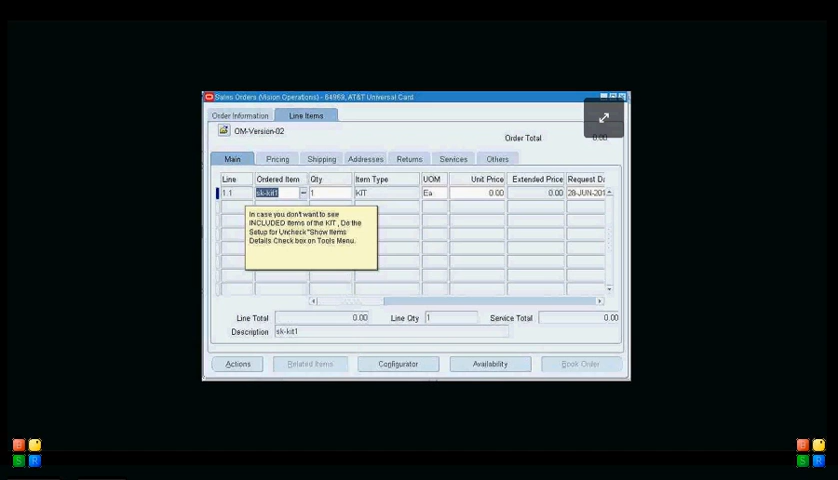 Sales Orders (Vision Operations) - 64969, AT&T Universal Card
Order Information Line Items
OM-Version-02
Order Total 0.00
Main Pricing Shipping Addresses Returns Services Others
Line Ordered Item Qty Item Type UOM Unit Price Extended Price Request Da
1.1 sk-kit1 1 KIT Ea 0.00 0.00 28-JUN-201
In case you don't want to see
INCLUDED items of the KIT , Do the
Setup for Uncheck "Show Items
Details Check box on Tools Menu.
Line Total 0.00 Line Qty 1 Service Total 0.00
Description sk-kit1
Actions Related Items Configurator Availability Book Order
B
S R
B
S R